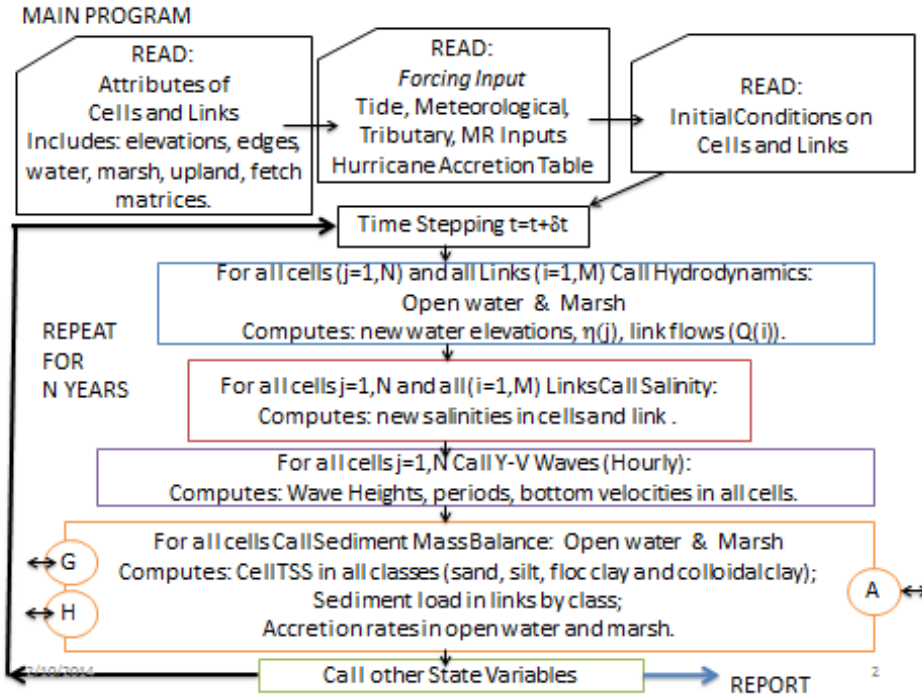 MAIN PROGRAM
READ:
Attributes of
Cells and Links
Includes: elevations, edges,
water, marsh, upland, fetch
matrices.
READ:
Forcing Input
Tide, Meteorological,
Tributary, MR Inputs
Hurricane Accretion Table
READ:
Initial Conditions on
Cells and Links
Time Stepping t=t+δt
For all cells (j=1,N) and all Links (i=1,M) Call Hydrodynamics:
Open water & Marsh
Computes: new water elevations, η(j), link flows (Q(i)).
REPEAT
FOR
N YEARS
For all cells j=1,N and all (i=1,M) Links Call Salinity:
Computes: new salinities in cells and link .
For all cells j=1,N Call Y-V Waves (Hourly):
Computes: Wave Heights, periods, bottom velocities in all cells.
For all cells Call Sediment Mass Balance: Open water & Marsh
Computes: Cell TSS in all classes (sand, silt, floc clay and colloidal clay);
Sediment load in links by class;
Accretion rates in open water and marsh.
G
H
A
Call other State Variables
2
REPORT